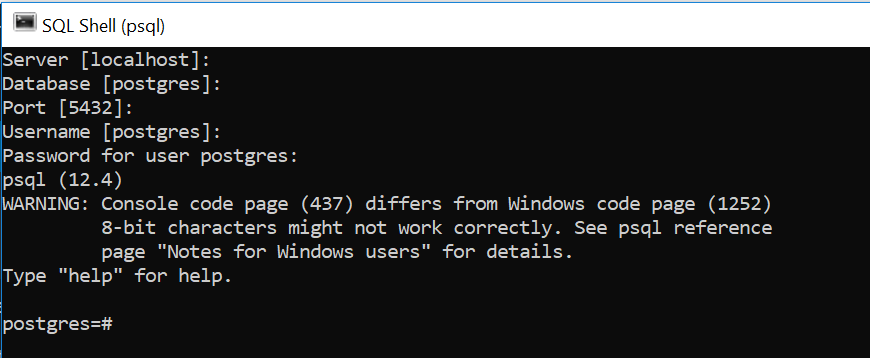 SQL Shell (psql)
Server [localhost]:
Database [postgres]:
Port [5432]:
Username [postgres]:
Password for user postgres:
psql (12.4)
WARNING: Console code page (437) differs from Windows code page (1252)
         8-bit characters might not work correctly. See psql reference
         page "Notes for Windows users" for details.
Type "help" for help.
postgres=#